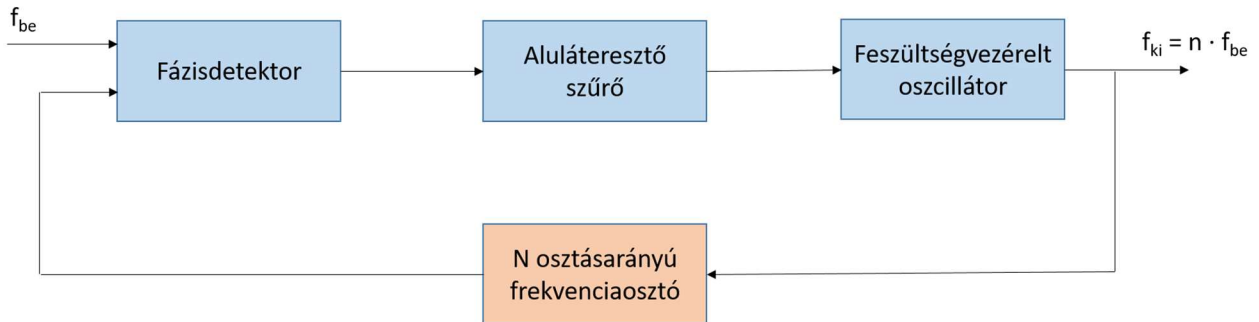 f_be
Fázisdetektor
Aluláteresztő
szűrő
Feszültségvezérelt
oszcillátor
f_ki = n · f_be
N osztásarányú
frekvenciaosztó